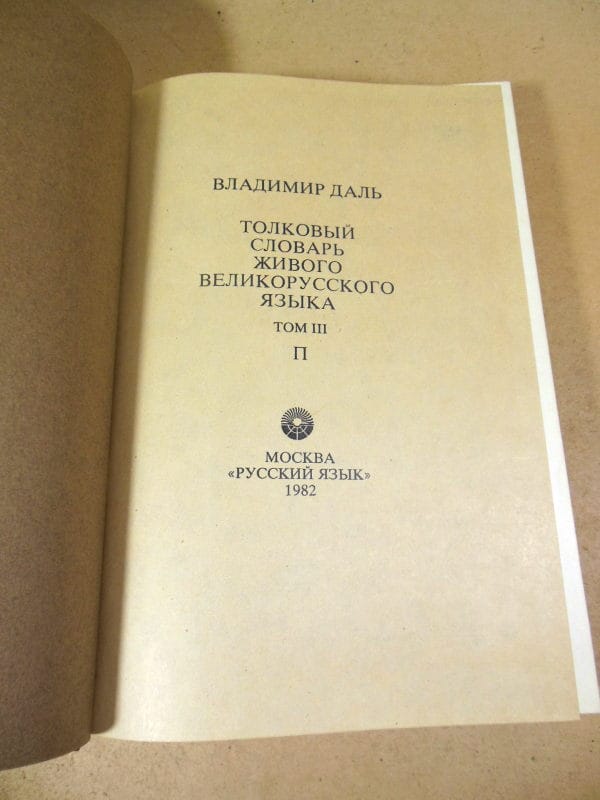 ВЛАДИМИР ДАЛЬ
ТОЛКОВЫЙ
СЛОВАРЬ
ЖИВОГО
ВЕЛИКОРУССКОГО
ЯЗЫКА
ТОМ III
П
МОСКВА
«РУССКИЙ ЯЗЫК»
1982